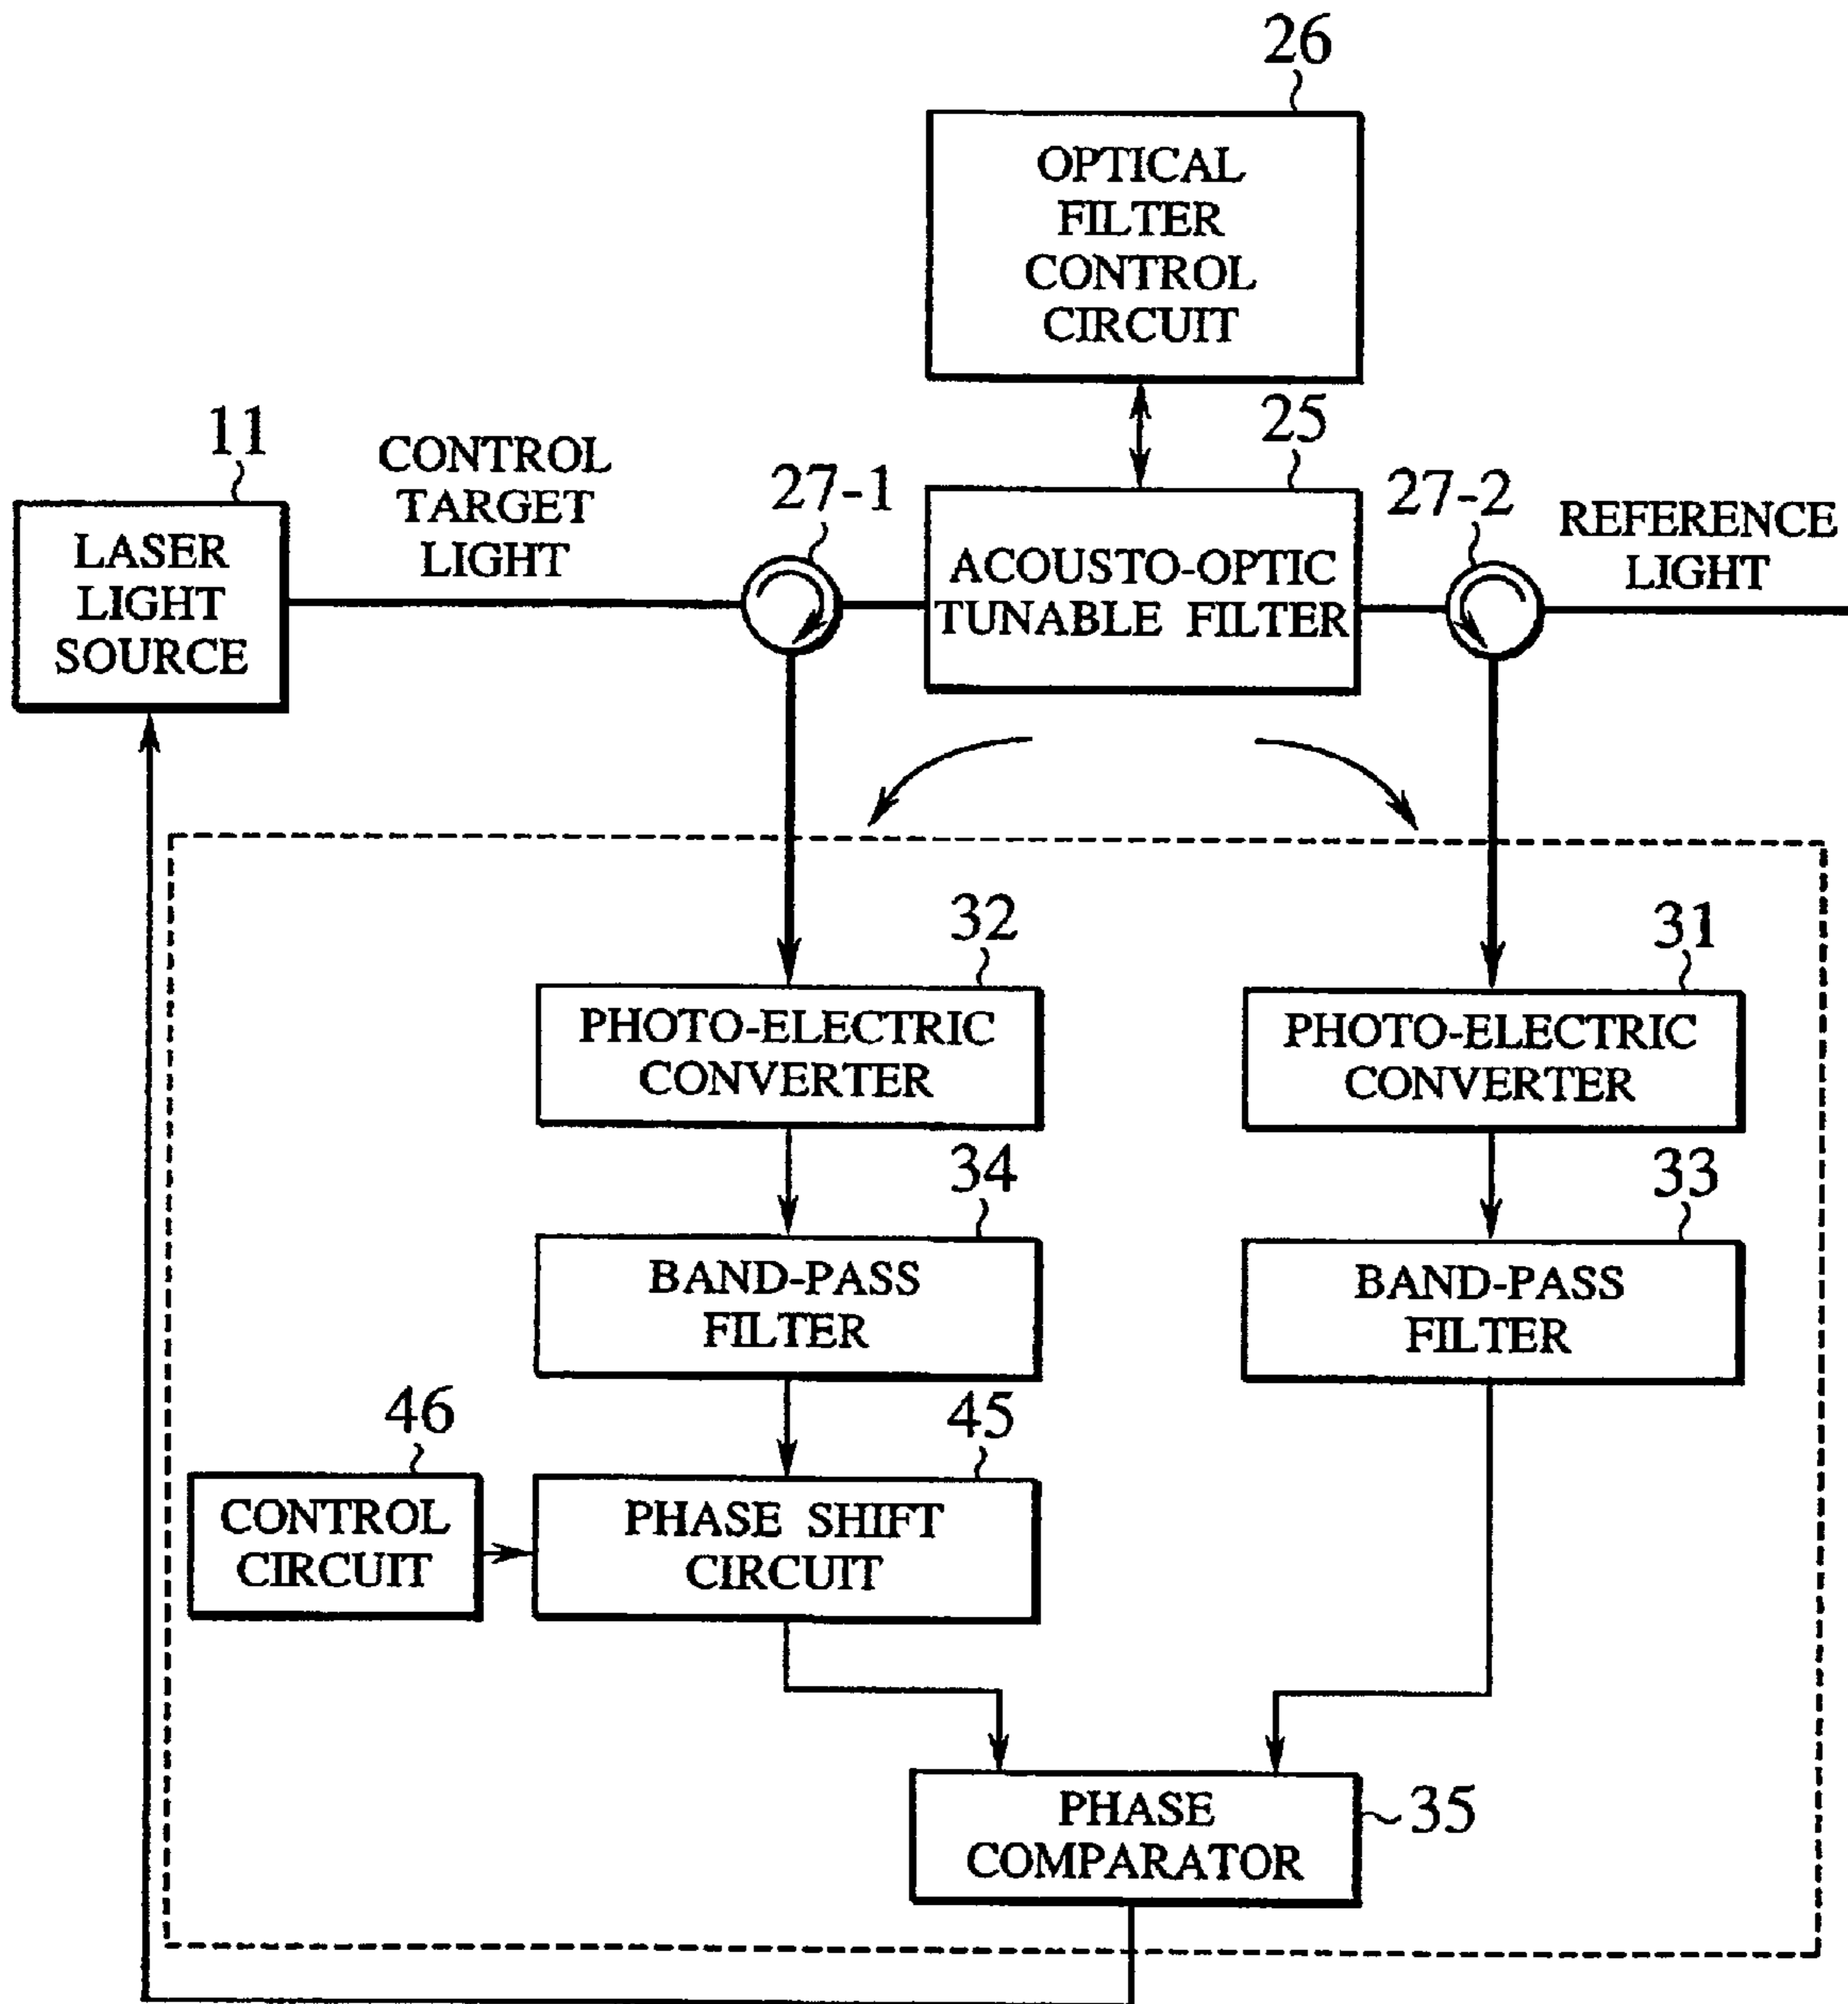 26
OPTICAL
FILTER
CONTROL
CIRCUIT
11
CONTROL
TARGET
LIGHT
27-1
25
27-2
REFERENCE
LIGHT
LASER
LIGHT
SOURCE
ACOUSTO-OPTIC
TUNABLE FILTER
32
31
PHOTO-ELECTRIC
CONVERTER
PHOTO-ELECTRIC
CONVERTER
34
33
BAND-PASS
FILTER
BAND-PASS
FILTER
46
45
CONTROL
CIRCUIT
PHASE SHIFT
CIRCUIT
PHASE
COMPARATOR
35